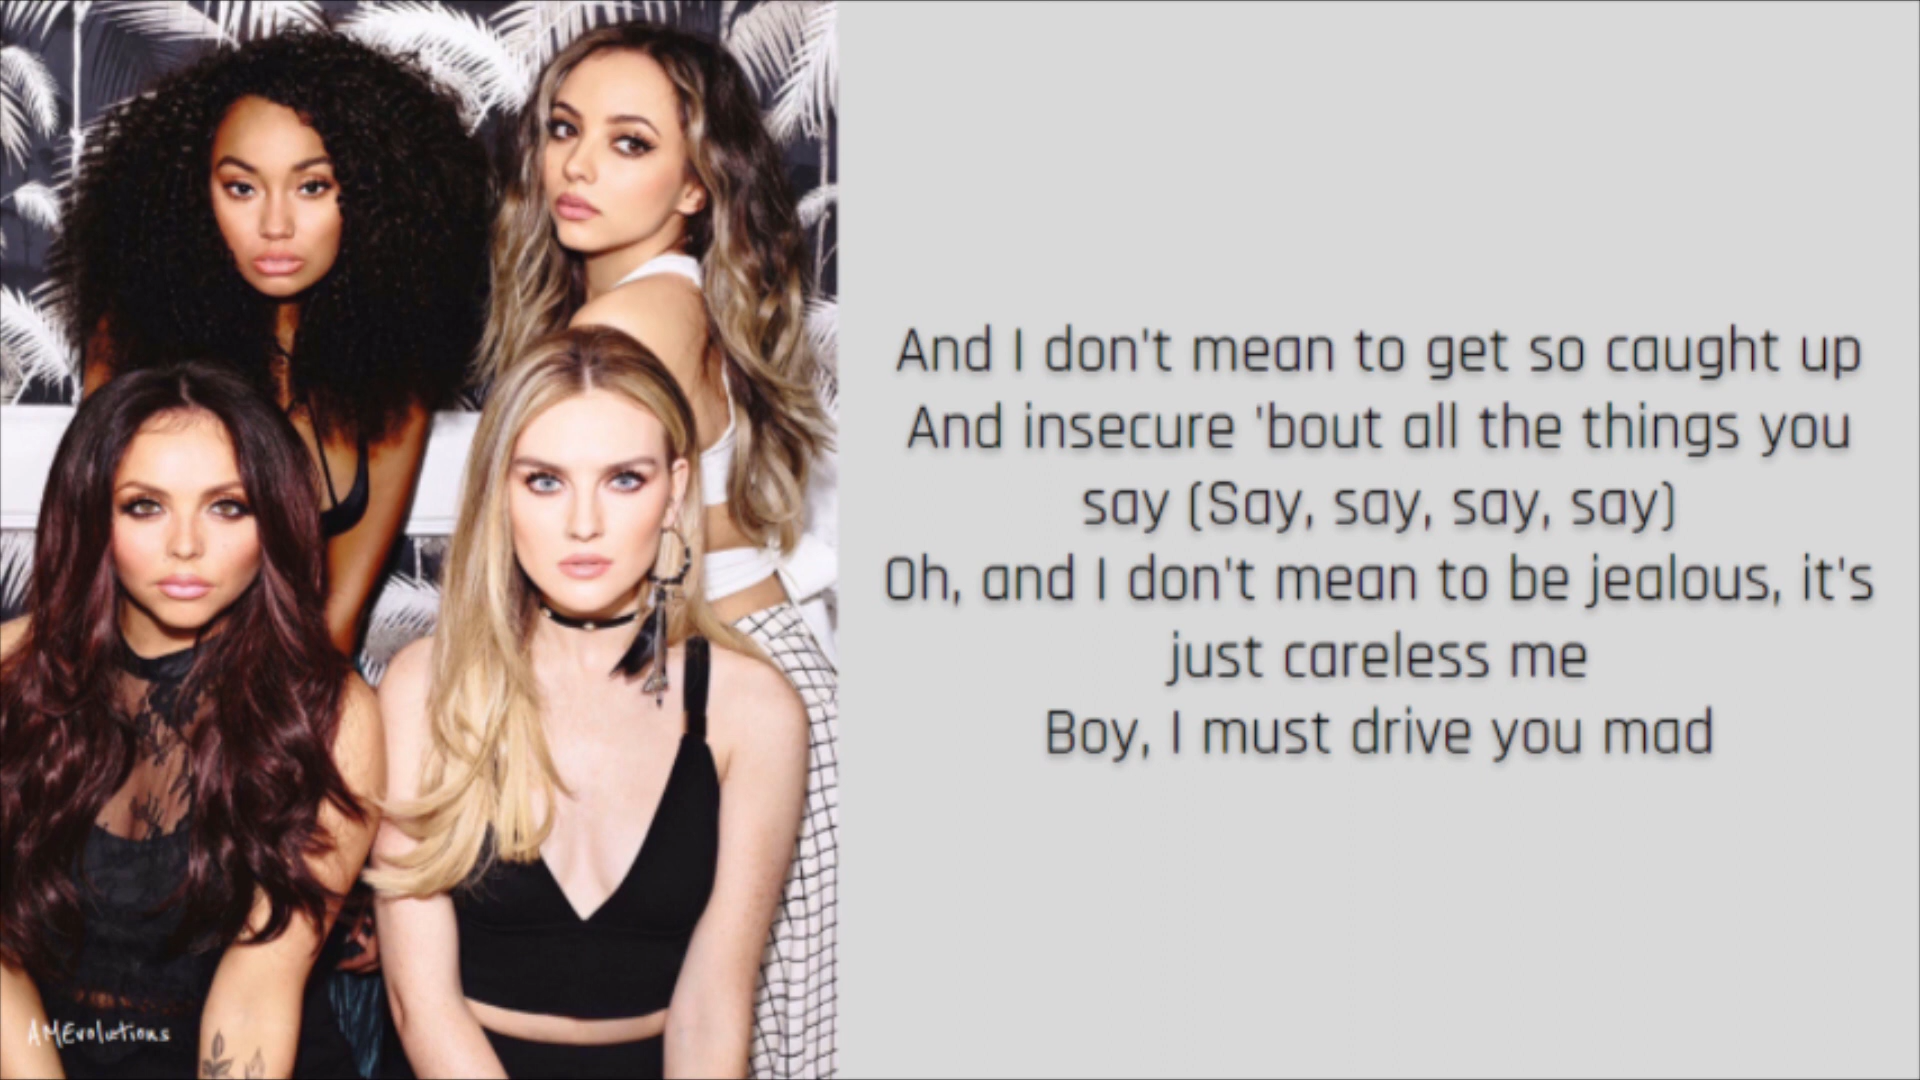 And I don't mean to get so caught up
And insecure 'bout all the things you
say (Say, say, say, say)
Oh, and I don't mean to be jealous, it's
just careless me
Boy, I must drive you mad
AMEvolutions